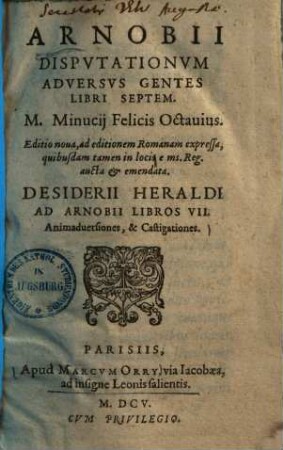 ARNOBII
DISPVTATIONVM
ADVERSVS GENTES
LIBRI SEPTEM.
M. Minucij Felicis Octauius.
Editio noua, ad editionem Romanam expressa,
quibusdam tamen in locis e ms. Reg.
aucta & emendata.
DESIDERII HERALDI
AD ARNOBII LIBROS VII.
Animaduersiones, & Castigationes.
IN
AUGSBURG
PARISIIS,
Apud MARCVM ORRY, via Iacobæa,
ad insigne Leonis salientis.
M. DCV.
CVM PRIVILEGIO.